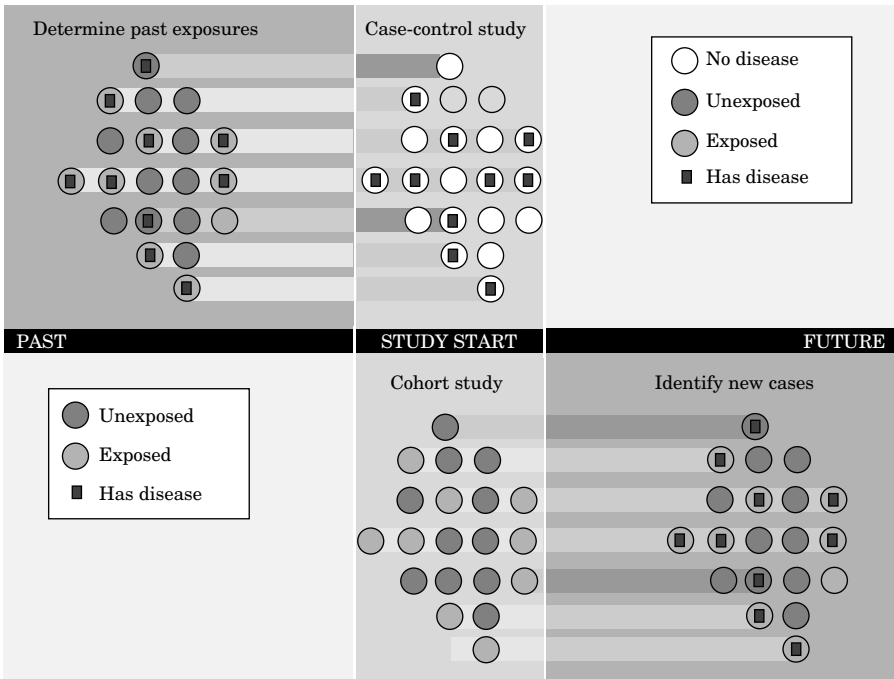 Determine past exposures
Case-control study
No disease
Unexposed
Exposed
Has disease
PAST
STUDY START
FUTURE
Cohort study
Identify new cases
Unexposed
Exposed
Has disease